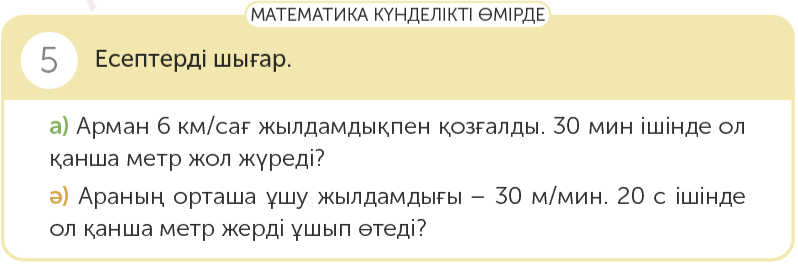 МАТЕМАТИКА КҮНДЕЛІКТІ ӨМІРДЕ
5 Есептерді шығар.
а) Арман 6 км/сағ жылдамдықпен қозғалды. 30 мин ішінде ол
қанша метр жол жүреді?
ә) Араның орташа ұшу жылдамдығы – 30 м/мин. 20 с ішінде
ол қанша метр жерді ұшып өтеді?